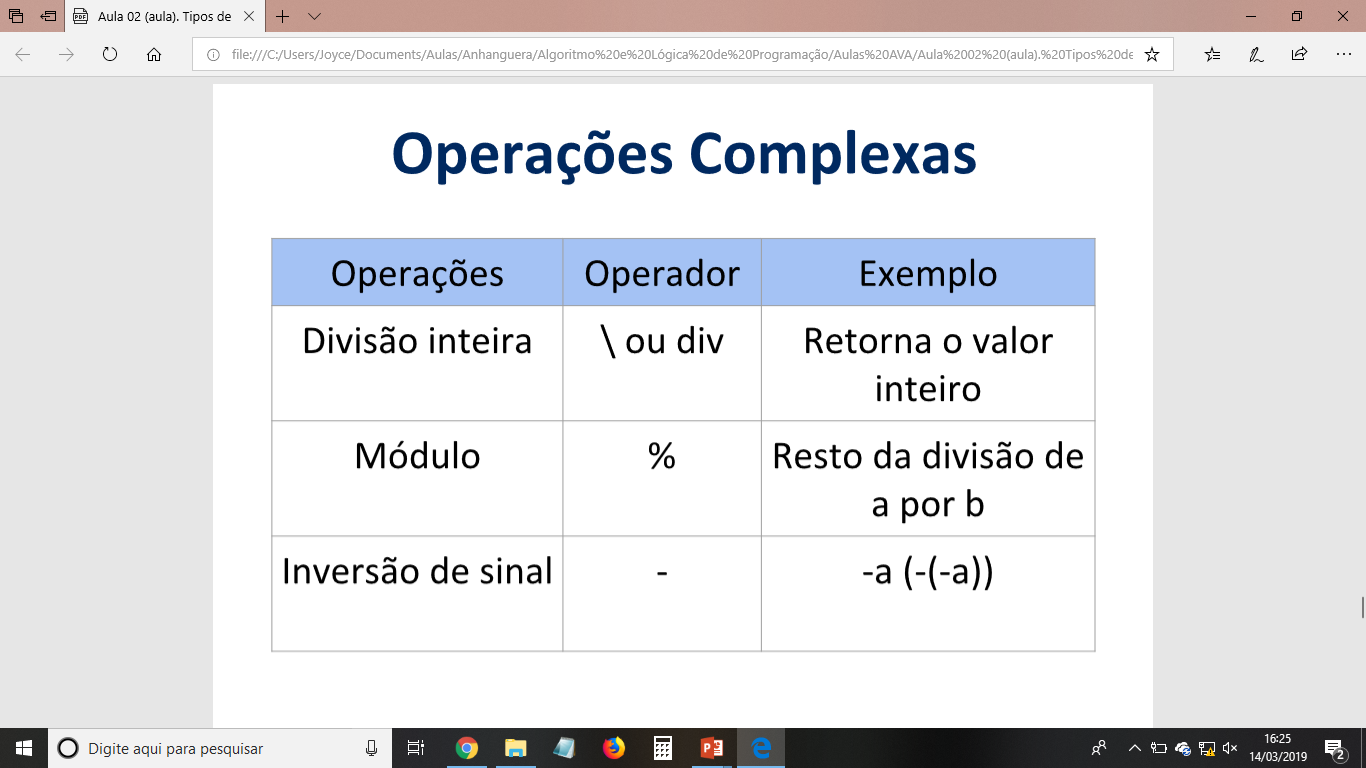 Aula 02 (aula). Tipos de
file:///C:/Users/Joyce/Documents/Aulas/Anhanguera/Algoritmo%20e%20Lógica%20de%20Programação/Aulas%20AVA/Aula%2002%20(aula).%20Tipos%20de
Operações Complexas
Operações Operador Exemplo
Divisão inteira \ ou div Retorna o valor
inteiro
Módulo % Resto da divisão de
a por b
Inversão de sinal - -a (-(-a))
Digite aqui para pesquisar
16:25
14/03/2019
2